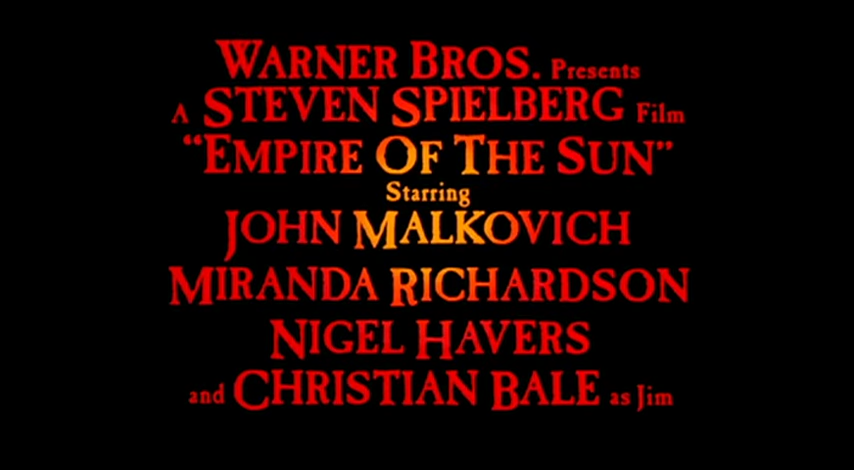 WARNER BROS. Presents
A STEVEN SPIELBERG Film
“EMPIRE OF THE SUN”
Starring
JOHN MALKOVICH
MIRANDA RICHARDSON
NIGEL HAVERS
and CHRISTIAN BALE as Jim